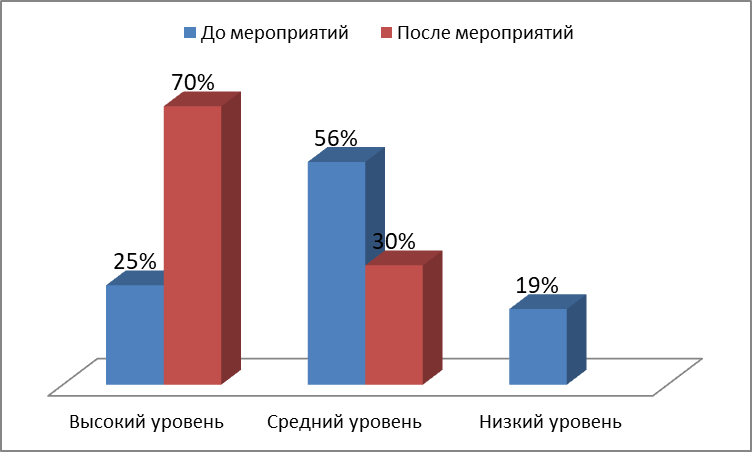 До мероприятий После мероприятий
70%
56%
25%
30%
19%
Высокий уровень Средний уровень Низкий уровень